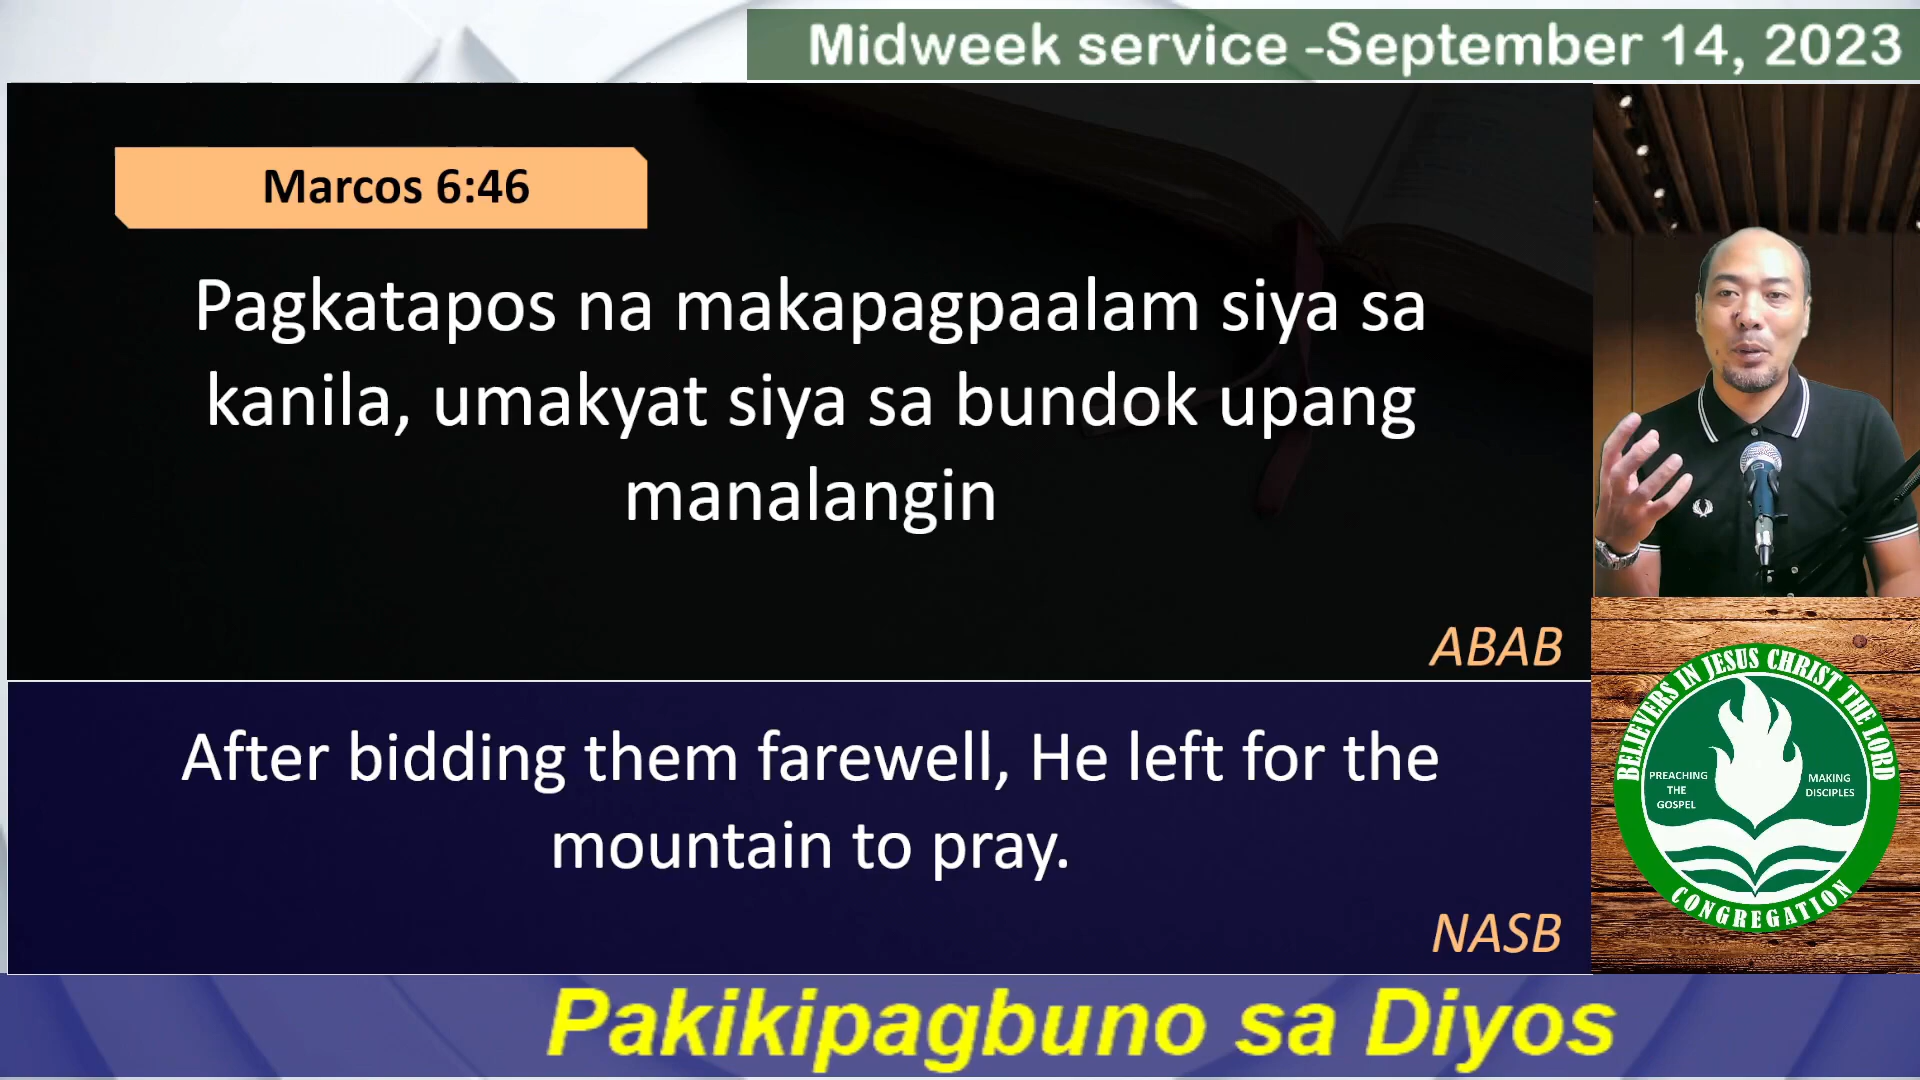 Midweek service -September 14, 2023
Marcos 6:46
Pagkatapos na makapagpaalam siya sa
kanila, umakyat siya sa bundok upang
manalangin
ABAB
After bidding them farewell, He left for the
mountain to pray.
NASB
BELIEVERS IN JESUS CHRIST THE LORD
PREACHING
THE
GOSPEL
MAKING
DISCIPLES
CONGREGATION
Pakikipagbuno sa Diyos